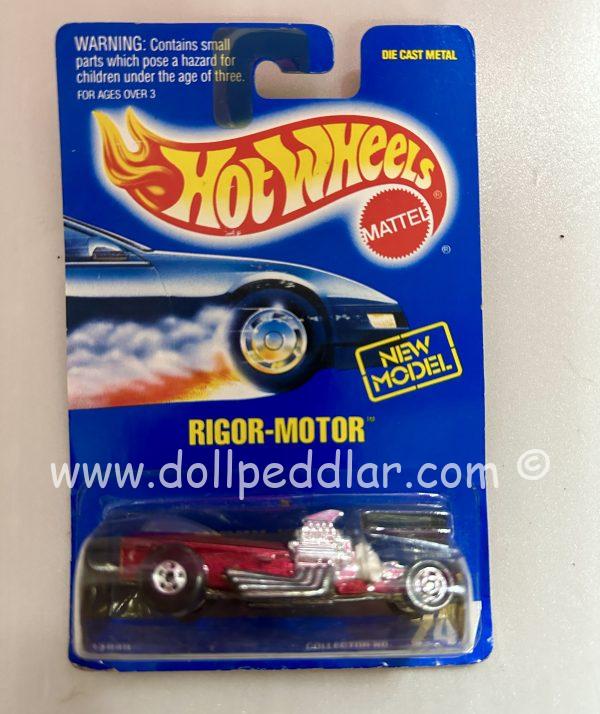 WARNING: Contains small
parts which pose a hazard for
children under the age of three.
FOR AGES OVER 3
DIE CAST METAL
HOT WHEELS®
MATTEL
®
NEW
MODEL
RIGOR-MOTOR™
www.dollpeddlar.com ©
COLLECTOR NO.